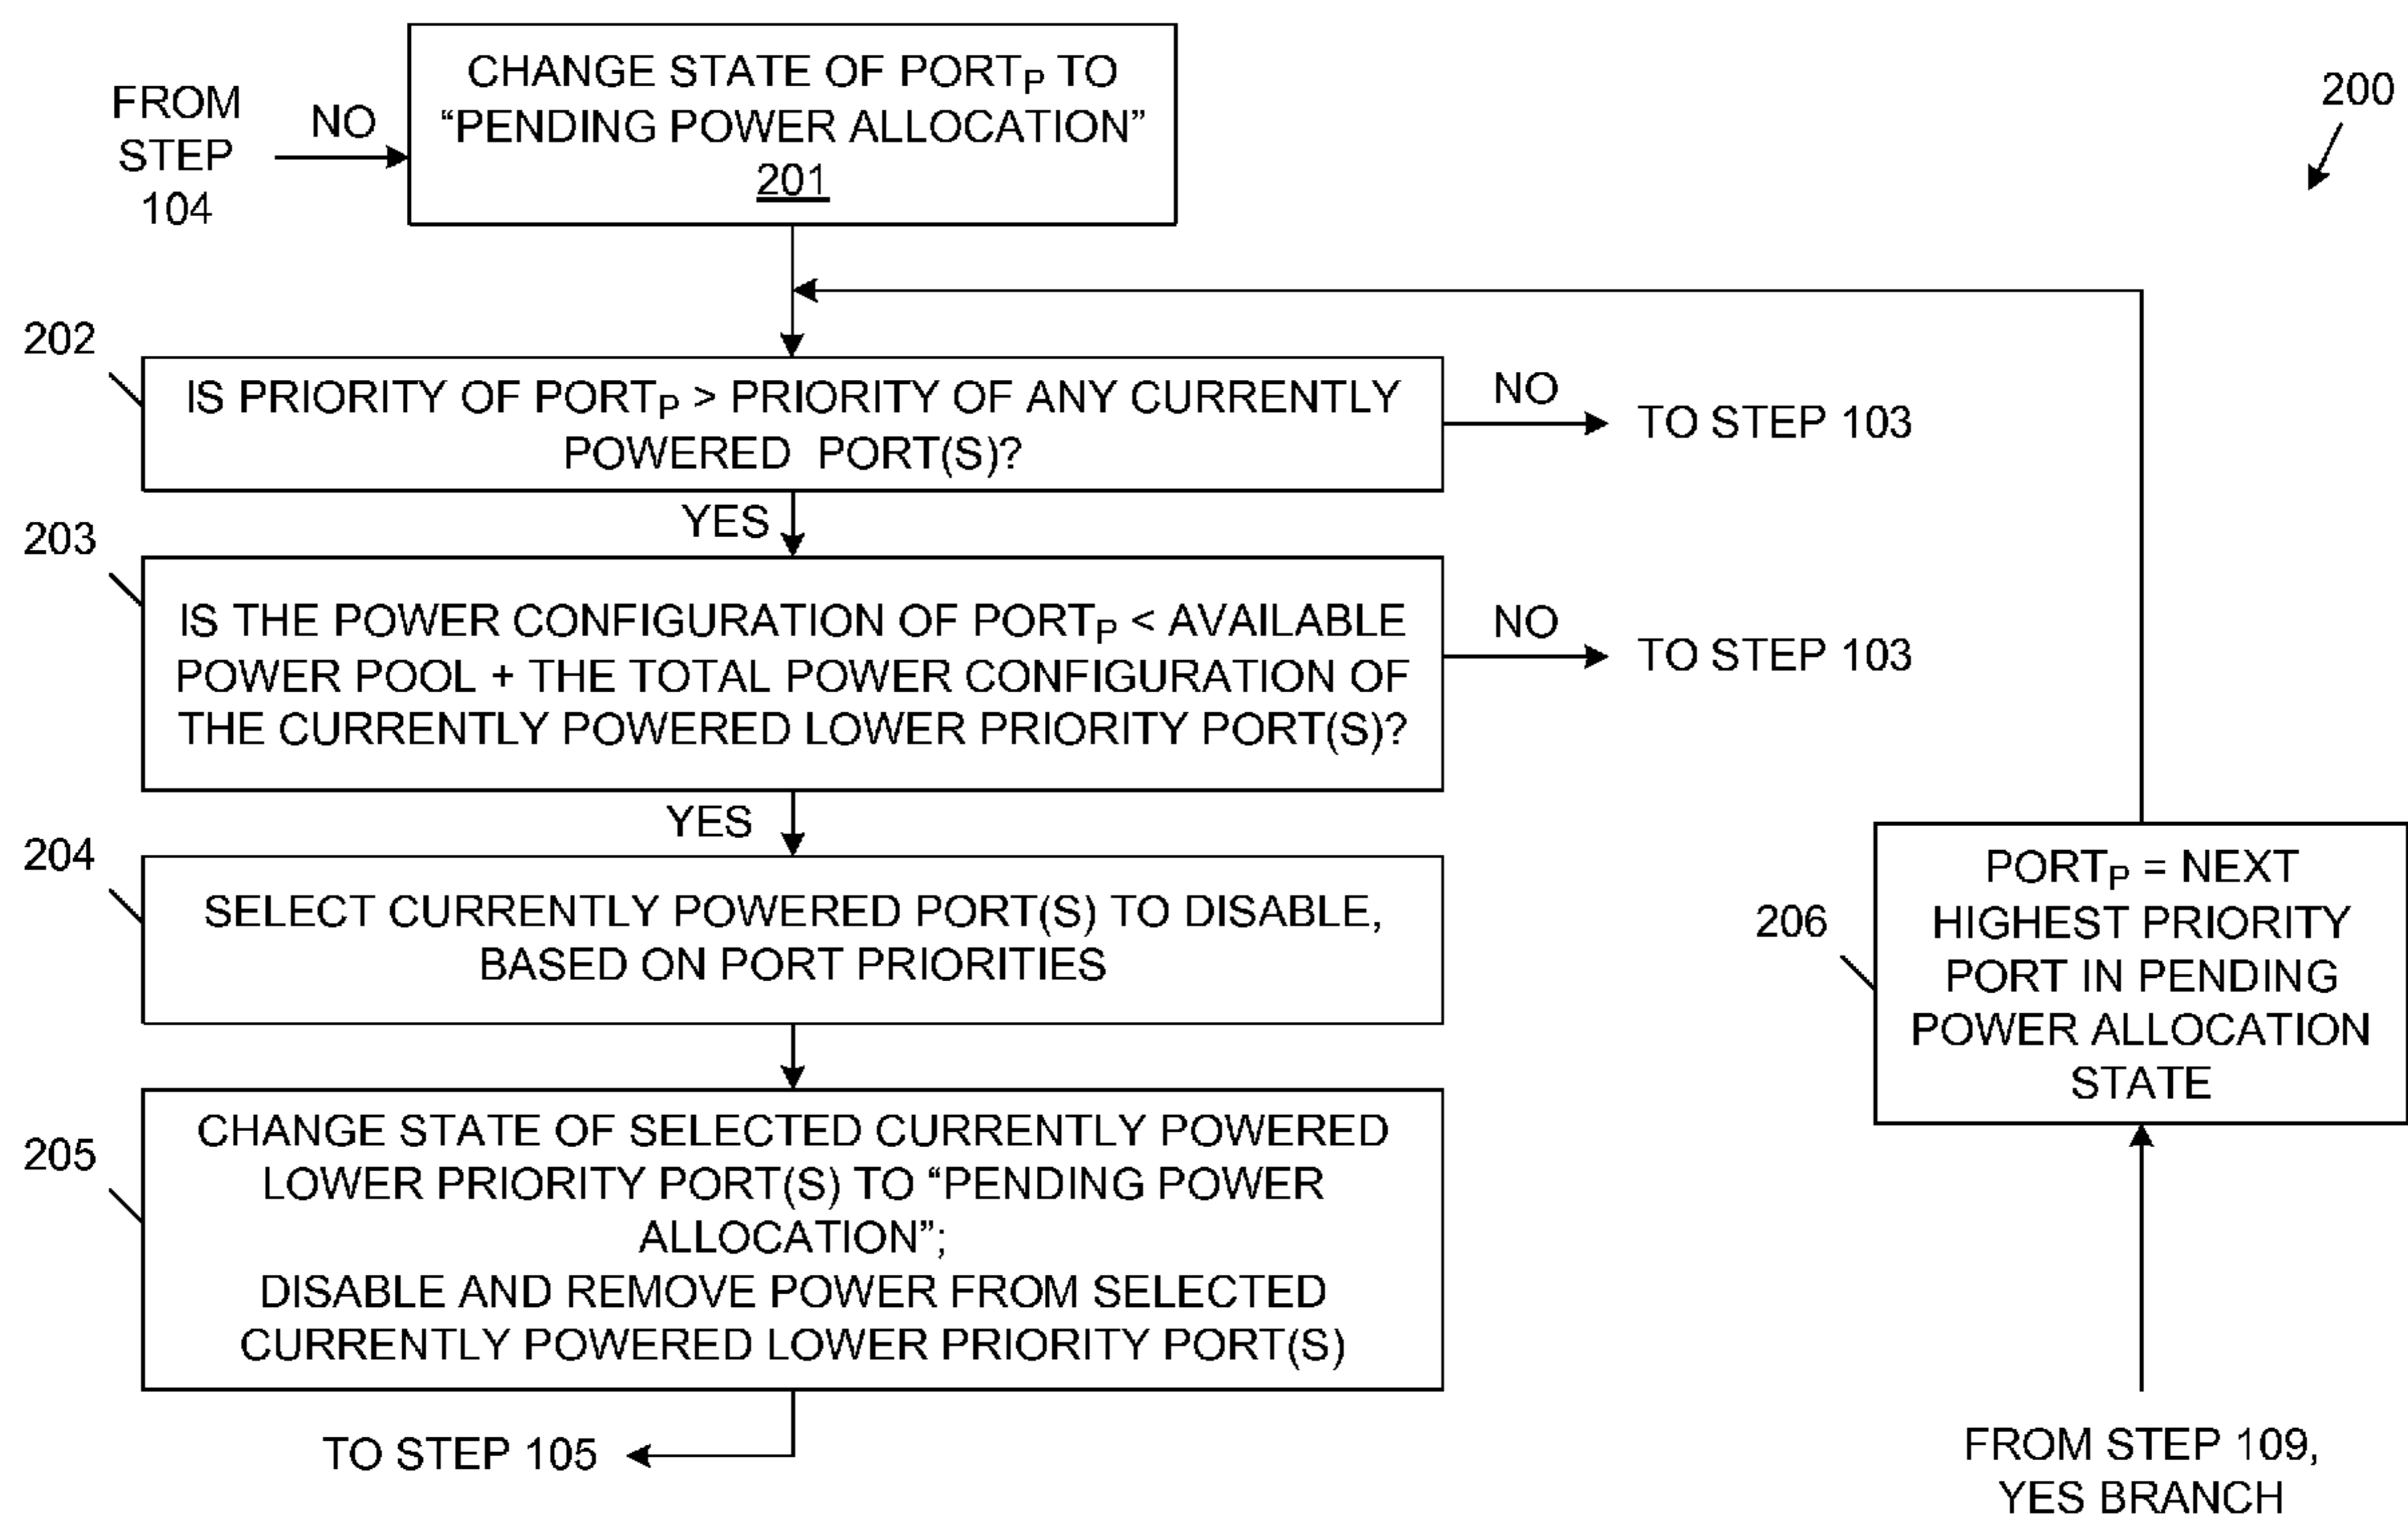 FROM
STEP
104
NO
CHANGE STATE OF PORTP TO
“PENDING POWER ALLOCATION”
201
200
202
IS PRIORITY OF PORTP > PRIORITY OF ANY CURRENTLY
POWERED PORT(S)?
NO
TO STEP 103
YES
203
IS THE POWER CONFIGURATION OF PORTP < AVAILABLE
POWER POOL + THE TOTAL POWER CONFIGURATION OF
THE CURRENTLY POWERED LOWER PRIORITY PORT(S)?
NO
TO STEP 103
YES
204
SELECT CURRENTLY POWERED PORT(S) TO DISABLE,
BASED ON PORT PRIORITIES
205
CHANGE STATE OF SELECTED CURRENTLY POWERED
LOWER PRIORITY PORT(S) TO “PENDING POWER
ALLOCATION”;
DISABLE AND REMOVE POWER FROM SELECTED
CURRENTLY POWERED LOWER PRIORITY PORT(S)
TO STEP 105
206
PORTP = NEXT
HIGHEST PRIORITY
PORT IN PENDING
POWER ALLOCATION
STATE
FROM STEP 109,
YES BRANCH